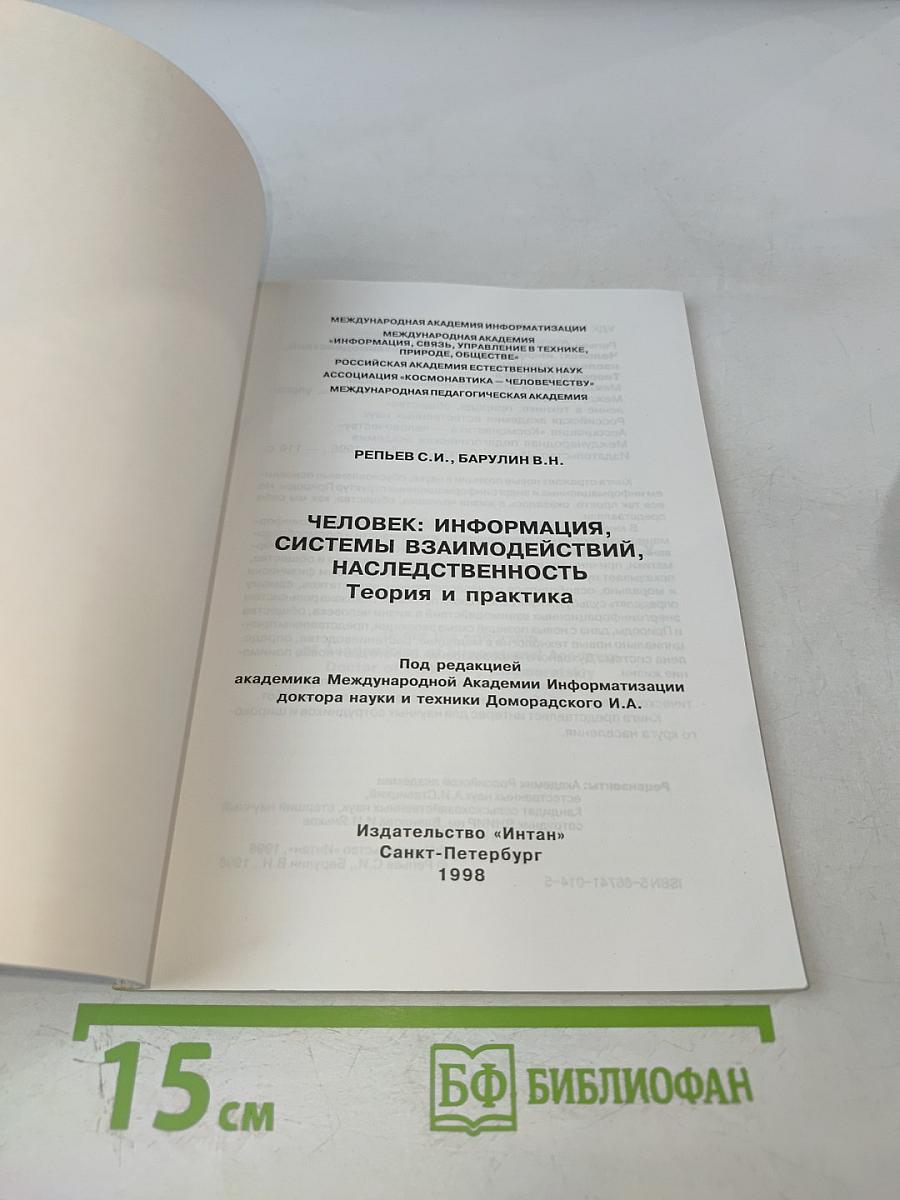 МЕЖДУНАРОДНАЯ АКАДЕМИЯ ИНФОРМАТИЗАЦИИ
МЕЖДУНАРОДНАЯ АКАДЕМИЯ
«ИНФОРМАЦИЯ, СВЯЗЬ, УПРАВЛЕНИЕ В ТЕХНИКЕ,
ПРИРОДЕ, ОБЩЕСТВЕ»
РОССИЙСКАЯ АКАДЕМИЯ ЕСТЕСТВЕННЫХ НАУК
АССОЦИАЦИЯ «КОСМОНАВТИКА — ЧЕЛОВЕЧЕСТВУ»
МЕЖДУНАРОДНАЯ ПЕДАГОГИЧЕСКАЯ АКАДЕМИЯ
РЕПЬЕВ С.И., БАРУЛИН В.Н.
ЧЕЛОВЕК: ИНФОРМАЦИЯ,
СИСТЕМЫ ВЗАИМОДЕЙСТВИЙ,
НАСЛЕДСТВЕННОСТЬ
Теория и практика
Под редакцией
академика Международной Академии Информатизации
доктора науки и техники Доморадского И.А.
Издательство «Интан»
Санкт-Петербург
1998
15 см
БФ БИБЛИОФАН